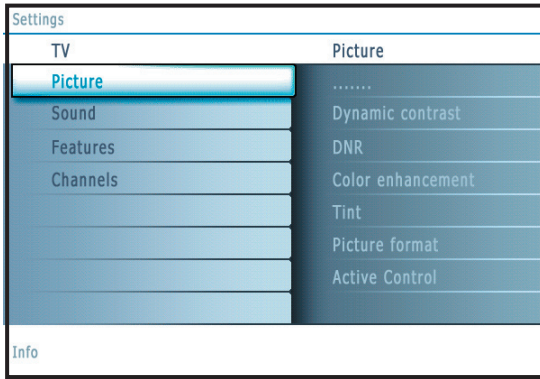 Settings
TV
Picture
Sound
Features
Channels
Picture
.......
Dynamic contrast
DNR
Color enhancement
Tint
Picture format
Active Control
Info